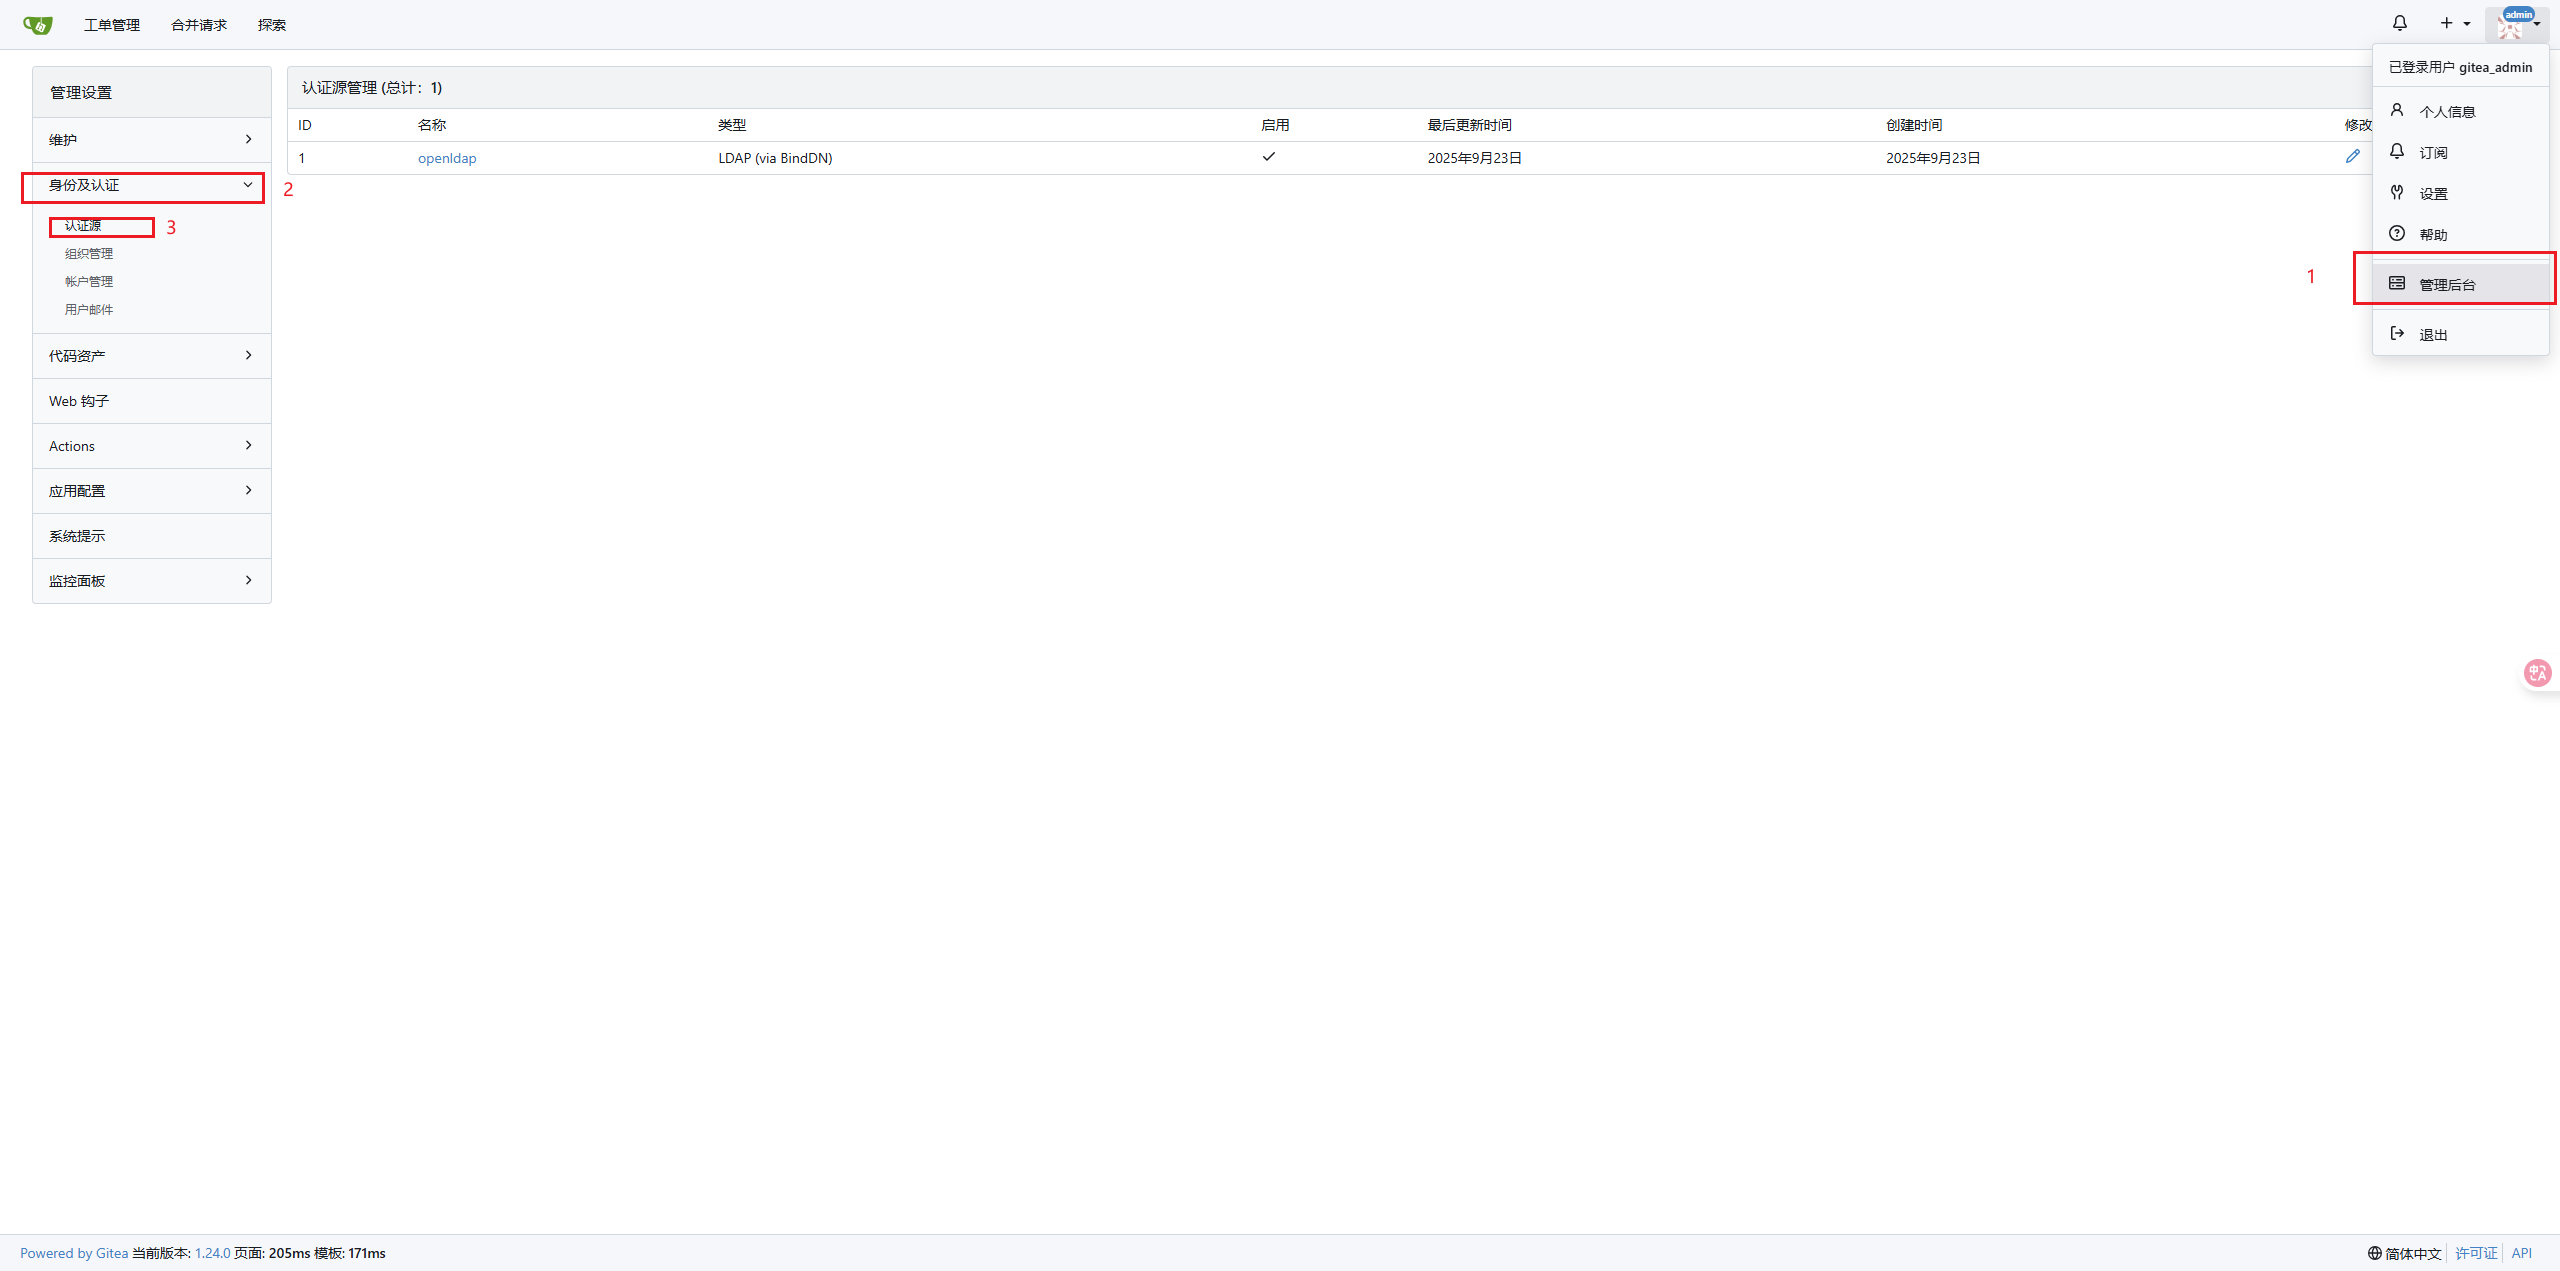 工单管理 合并请求 探索 admin
已登录用户 gitea_admin
个人信息
订阅
设置
帮助
1 管理后台
退出
管理设置
维护
身份及认证 2
认证源 3
组织管理
帐户管理
用户邮件
代码资产
Web 钩子
Actions
应用配置
系统提示
监控面板
认证源管理 (总计：1)
ID 名称 类型 启用 最后更新时间 创建时间 修改
1 openldap LDAP (via BindDN) 2025年9月23日 2025年9月23日
Powered by Gitea 当前版本: 1.24.0 页面: 205ms 模板: 171ms 简体中文 许可证 API